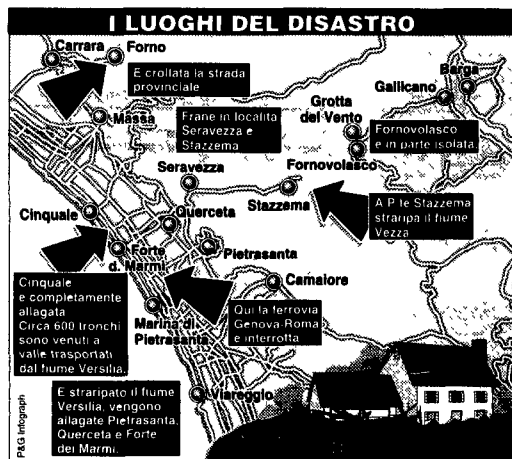 I LUOGHI DEL DISASTRO
Carrara
Forno
E crollata la strada
provinciale
Massa
Frane in localita
Seravezza e
Stazzema
Grotta
del Vento
Gallicano
Barga
Fornovolasco
e in parte isolata.
Fornovolasco
Seravezza
Stazzema
A P.te Stazzema
straripa il fiume
Vezza
Cinquale
Querceta
Forte
d. Marmi
Pietrasanta
Camaiore
Cinquale
e completamente
allagata
Circa 600 tronchi
sono venuti a
valle trasportati
dal fiume Versilia.
Marina di
Pietrasanta
Qui la ferrovia
Genova-Roma
e interrotta
Viareggio
E straripato il fiume
Versilia, vengono
allagate Pietrasanta,
Querceta e Forte
dei Marmi.
P&G Infograph